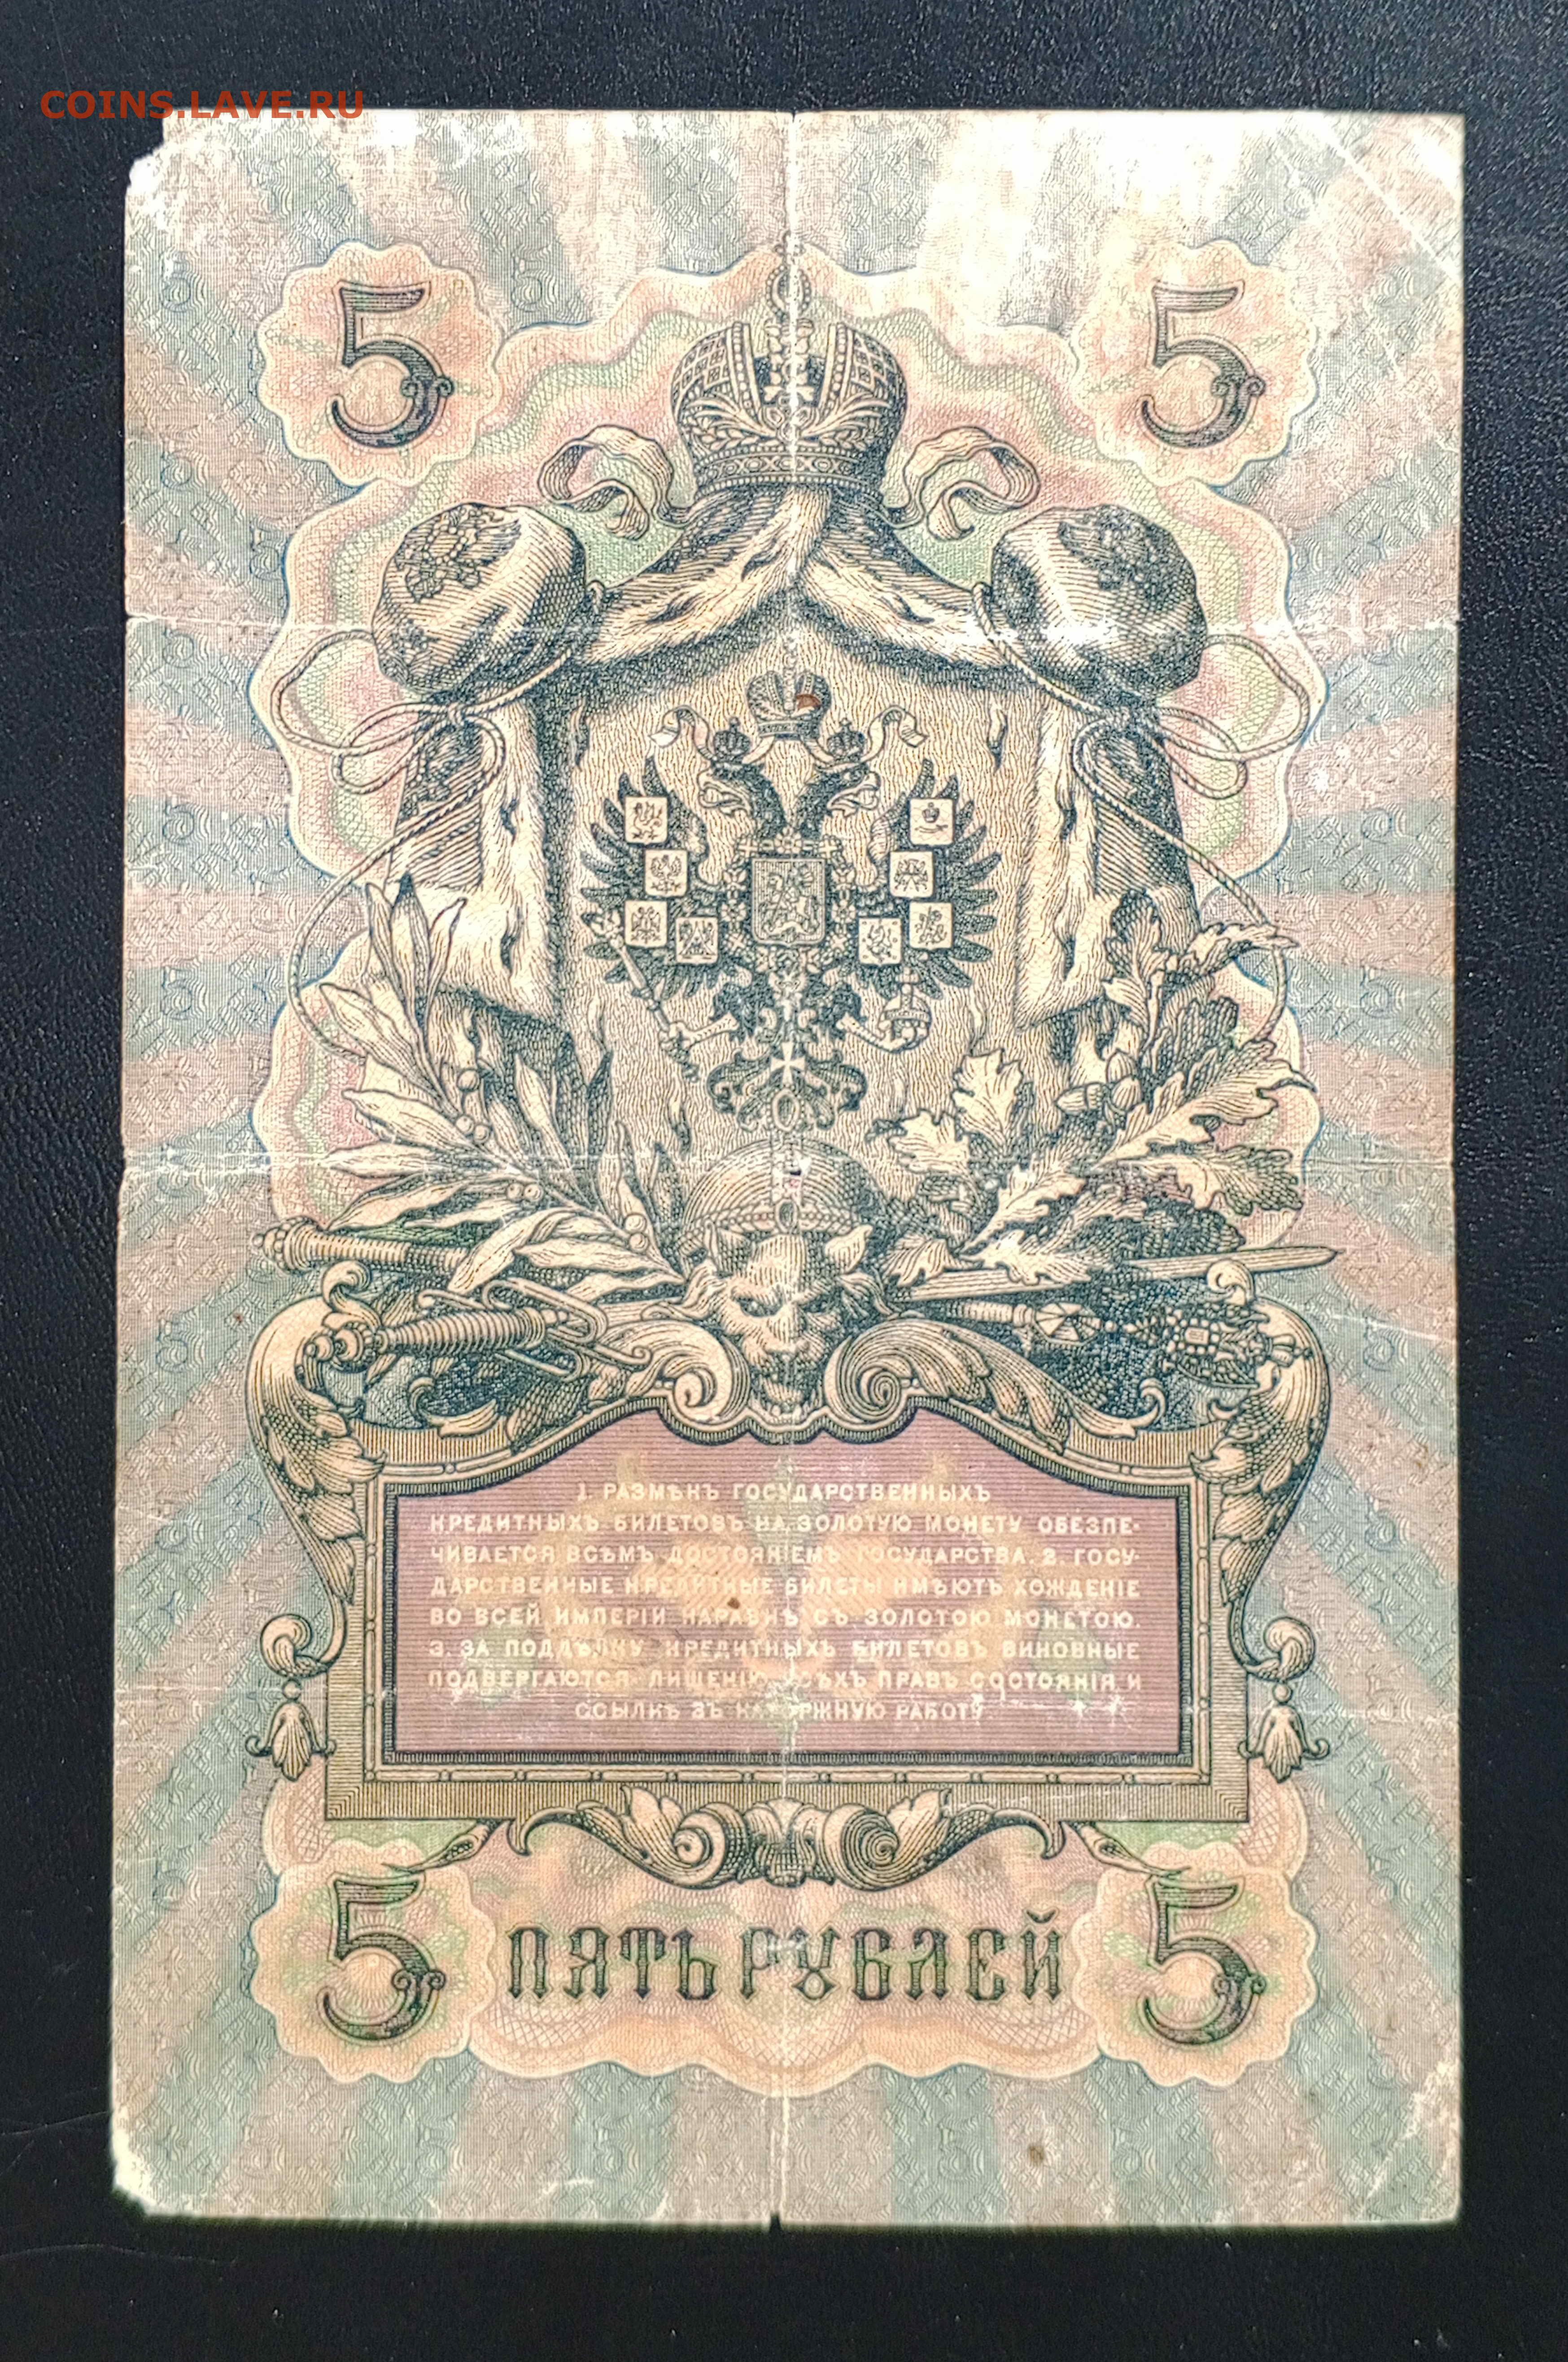 COINS.LAVE.RU
5 5
1. РАЗМѢНЪ ГОСУДАРСТВЕННЫХЪ
КРЕДИТНЫХЪ БИЛЕТОВЪ НА ЗОЛОТУЮ МОНЕТУ ОБЕЗПЕ-
ЧИВАЕТСЯ ВСѢМЪ ДОСТОЯНІЕМЪ ГОСУДАРСТВА. 2. ГОСУ-
ДАРСТВЕННЫЕ КРЕДИТНЫЕ БИЛЕТЫ ИМѢЮТЪ ХОЖДЕНІЕ
ВО ВСЕЙ ИМПЕРІИ НАРАВНѢ СЪ ЗОЛОТОЮ МОНЕТОЮ.
3. ЗА ПОДДѢЛКУ КРЕДИТНЫХЪ БИЛЕТОВЪ ВИНОВНЫЕ
ПОДВЕРГАЮТСЯ ЛИШЕНІЮ ВСѢХЪ ПРАВЪ СОСТОЯНІЯ И
ССЫЛКѢ ВЪ КАТОРЖНУЮ РАБОТУ
5 ПЯТЬ РУБЛЕЙ 5